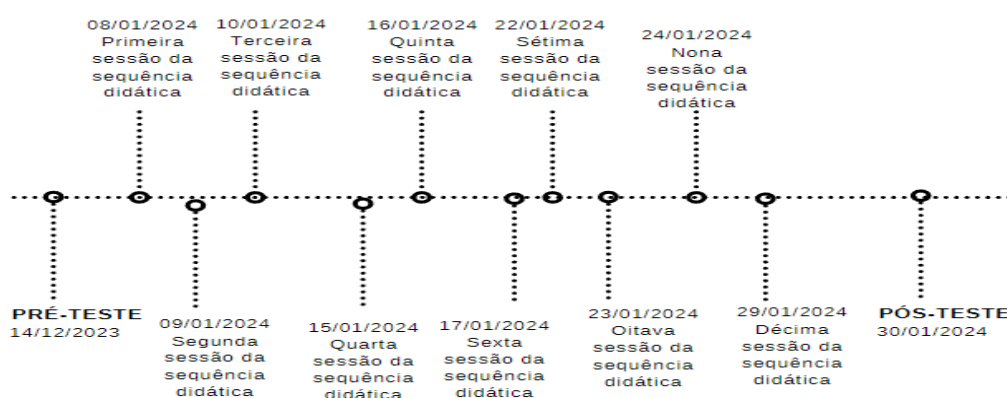 PRÉ-TESTE
14/12/2023
08/01/2024
Primeira
sessão da
sequência
didática
09/01/2024
Segunda
sessão da
sequência
didática
10/01/2024
Terceira
sessão da
sequência
didática
15/01/2024
Quarta
sessão da
sequência
didática
16/01/2024
Quinta
sessão da
sequência
didática
17/01/2024
Sexta
sessão da
sequência
didática
22/01/2024
Sétima
sessão da
sequência
didática
23/01/2024
Oitava
sessão da
sequência
didática
24/01/2024
Nona
sessão da
sequência
didática
29/01/2024
Décima
sessão da
sequência
didática
PÓS-TESTE
30/01/2024